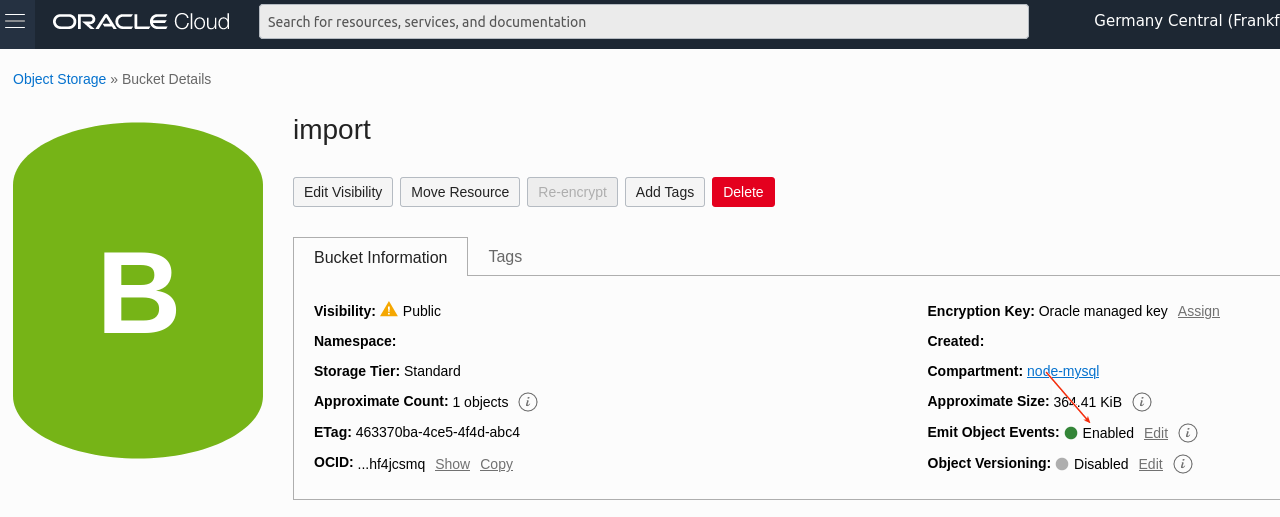 ORACLE Cloud
Search for resources, services, and documentation
Germany Central (Frankf
Object Storage » Bucket Details
B
import
Edit Visibility
Move Resource
Re-encrypt
Add Tags
Delete
Bucket Information
Tags
Visibility: Public
Namespace:
Storage Tier: Standard
Approximate Count: 1 objects i
ETag: 463370ba-4ce5-4f4d-abc4
OCID: ...hf4jcsmq Show Copy
Encryption Key: Oracle managed key Assign
Created:
Compartment: node-mysql
Approximate Size: 364.41 KiB i
Emit Object Events: Enabled Edit i
Object Versioning: Disabled Edit i